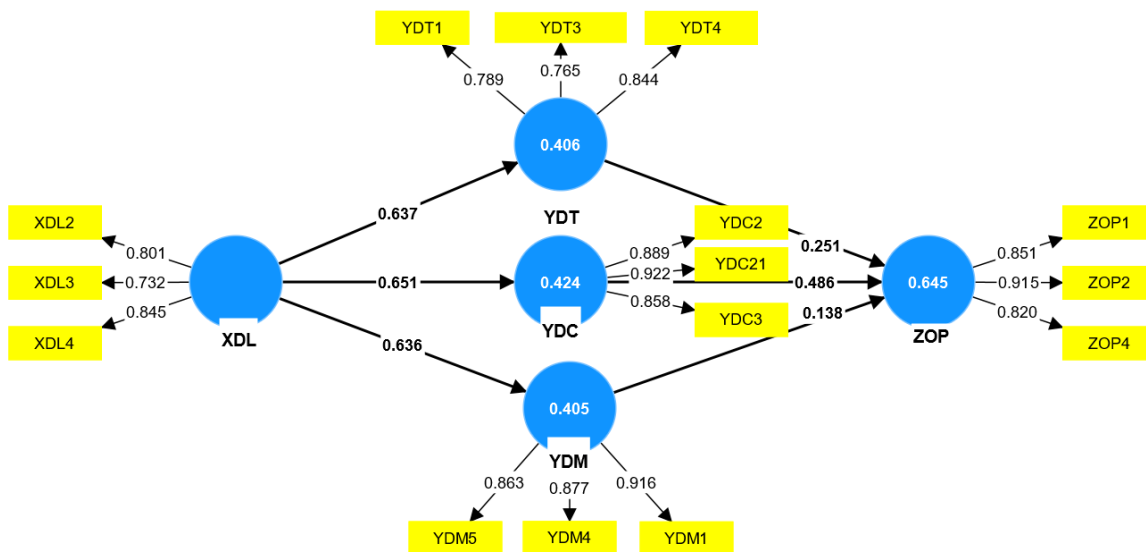 YDT1
YDT3
YDT4
0.789
0.765
0.844
0.406
YDT
XDL2
XDL3
XDL4
0.801
0.732
0.845
XDL
0.637
0.651
0.636
0.424
YDC
0.889
0.922
0.858
YDC2
YDC21
YDC3
0.251
0.486
0.138
0.645
ZOP
0.851
0.915
0.820
ZOP1
ZOP2
ZOP4
0.405
YDM
0.863
0.877
0.916
YDM5
YDM4
YDM1